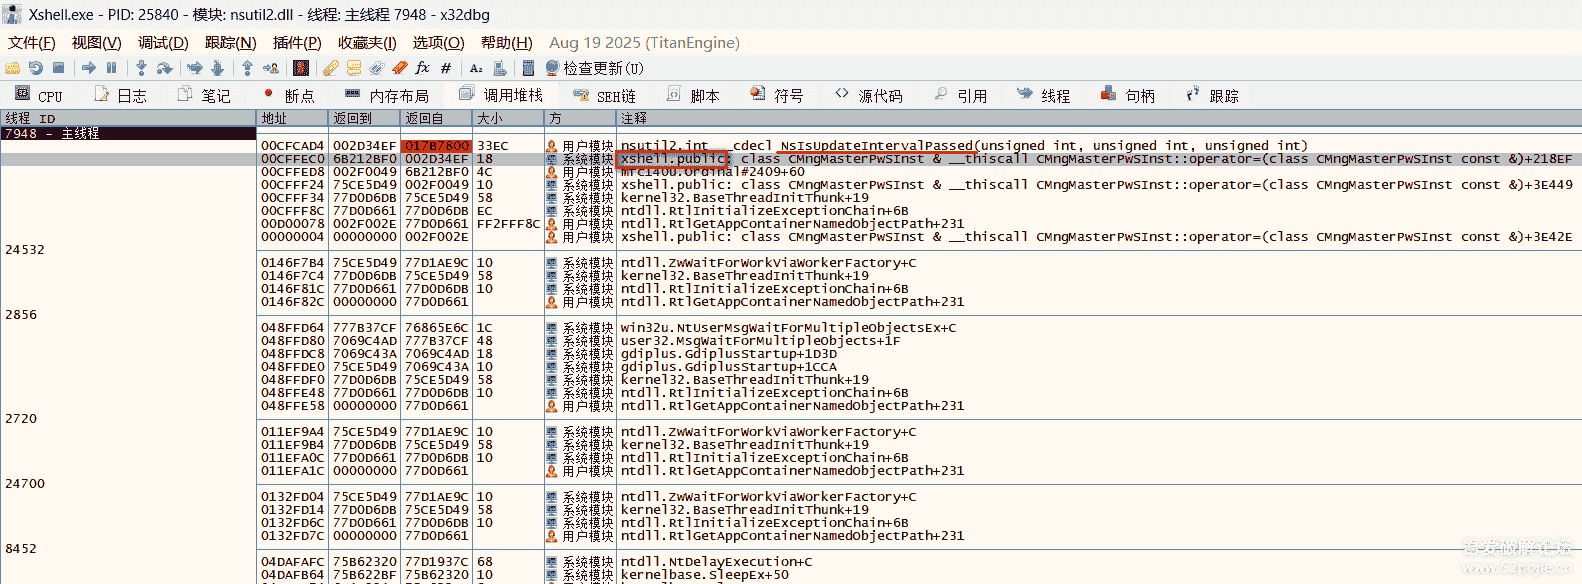 Xshell.exe - PID: 25840 - 模块: nsutil2.dll - 线程: 主线程 7948 - x32dbg
文件(F) 视图(V) 调试(D) 跟踪(N) 插件(P) 收藏夹(I) 选项(O) 帮助(H) Aug 19 2025 (TitanEngine)
fx # A₂ 检查更新(U)
CPU 日志 笔记 断点 内存布局 调用堆栈 SEH链 脚本 符号 源代码 引用 线程 句柄 跟踪
线程 ID 地址 返回到 返回自 大小 方 注释
7948 - 主线程
00CFCAD4 002D34EF 017B7800 33EC 用户模块 nsutil2.int __cdecl NsIsUpdateIntervalPassed(unsigned int, unsigned int, unsigned int)
00CFFEC0 6B212BF0 002D34EF 18 系统模块 xshell.public: class CMngMasterPwSInst & __thiscall CMngMasterPwSInst::operator=(class CMngMasterPwSInst const &)+218EF
00CFFED8 002F0049 6B212BF0 4C 用户模块 mfc140u.Ordinal#2409+60
00CFFF24 75CE5D49 002F0049 10 系统模块 xshell.public: class CMngMasterPwSInst & __thiscall CMngMasterPwSInst::operator=(class CMngMasterPwSInst const &)+3E449
00CFFF34 77D0D6DB 75CE5D49 58 系统模块 kernel32.BaseThreadInitThunk+19
00CFFF8C 77D0D661 77D0D6DB EC 系统模块 ntdll.RtlInitializeExceptionChain+6B
00D00078 002F002E 77D0D661 FF2FFF8C 用户模块 ntdll.RtlGetAppContainerNamedObjectPath+231
00000004 00000000 002F002E 用户模块 xshell.public: class CMngMasterPwSInst & __thiscall CMngMasterPwSInst::operator=(class CMngMasterPwSInst const &)+3E42E
24532
0146F7B4 75CE5D49 77D1AE9C 10 系统模块 ntdll.ZwWaitForWorkViaWorkerFactory+C
0146F7C4 77D0D6DB 75CE5D49 58 系统模块 kernel32.BaseThreadInitThunk+19
0146F81C 77D0D661 77D0D6DB 10 系统模块 ntdll.RtlInitializeExceptionChain+6B
0146F82C 00000000 77D0D661 用户模块 ntdll.RtlGetAppContainerNamedObjectPath+231
2856
048FFD64 777B37CF 76865E6C 1C 系统模块 win32u.NtUserMsgWaitForMultipleObjectsEx+C
048FFD80 7069C4AD 777B37CF 48 系统模块 user32.MsgWaitForMultipleObjects+1F
048FFDC8 7069C43A 7069C4AD 18 系统模块 gdiplus.GdiplusStartup+1D3D
048FFDE0 75CE5D49 7069C43A 10 系统模块 gdiplus.GdiplusStartup+1CCA
048FFDF0 77D0D6DB 75CE5D49 58 系统模块 kernel32.BaseThreadInitThunk+19
048FFE48 77D0D661 77D0D6DB 10 系统模块 ntdll.RtlInitializeExceptionChain+6B
048FFE58 00000000 77D0D661 用户模块 ntdll.RtlGetAppContainerNamedObjectPath+231
2720
011EF9A4 75CE5D49 77D1AE9C 10 系统模块 ntdll.ZwWaitForWorkViaWorkerFactory+C
011EF9B4 77D0D6DB 75CE5D49 58 系统模块 kernel32.BaseThreadInitThunk+19
011EFA0C 77D0D661 77D0D6DB 10 系统模块 ntdll.RtlInitializeExceptionChain+6B
011EFA1C 00000000 77D0D661 用户模块 ntdll.RtlGetAppContainerNamedObjectPath+231
24700
0132FD04 75CE5D49 77D1AE9C 10 系统模块 ntdll.ZwWaitForWorkViaWorkerFactory+C
0132FD14 77D0D6DB 75CE5D49 58 系统模块 kernel32.BaseThreadInitThunk+19
0132FD6C 77D0D661 77D0D6DB 10 系统模块 ntdll.RtlInitializeExceptionChain+6B
0132FD7C 00000000 77D0D661 用户模块 ntdll.RtlGetAppContainerNamedObjectPath+231
8452
04DAFAFC 75B62320 77D1937C 68 系统模块 ntdll.NtDelayExecution+C
04DAFB64 75B622BF 75B62320 10 系统模块 kernelbase.SleepEx+50
吾爱破解论坛
www.52pojie.cn